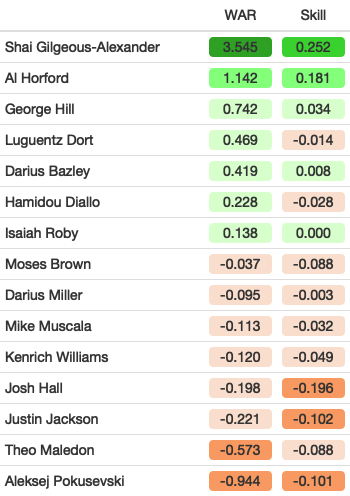 WAR Skill
Shai Gilgeous-Alexander 3.545 0.252
Al Horford 1.142 0.181
George Hill 0.742 0.034
Luguentz Dort 0.469 -0.014
Darius Bazley 0.419 0.008
Hamidou Diallo 0.228 -0.028
Isaiah Roby 0.138 0.000
Moses Brown -0.037 -0.088
Darius Miller -0.095 -0.003
Mike Muscala -0.113 -0.032
Kenrich Williams -0.120 -0.049
Josh Hall -0.198 -0.196
Justin Jackson -0.221 -0.102
Theo Maledon -0.573 -0.088
Aleksej Pokusevski -0.944 -0.101